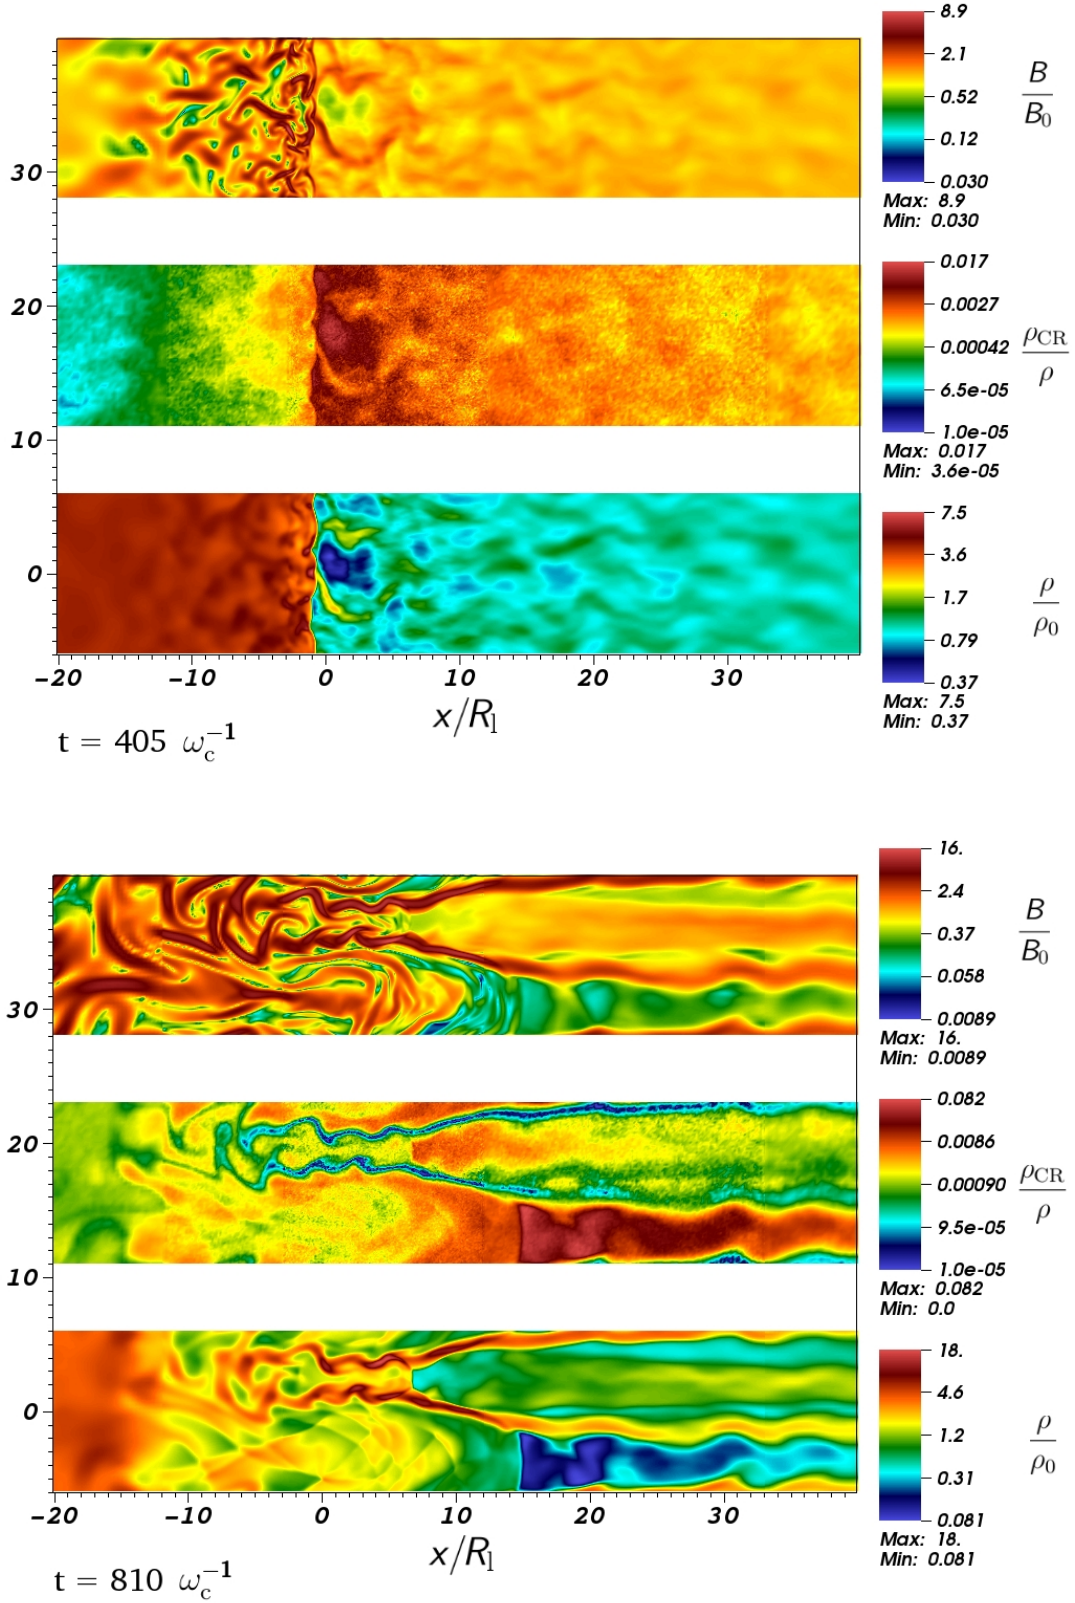 8.9
2.1
0.52
0.12
0.030
Max: 8.9
Min: 0.030
B
B₀
30
0.017
0.0027
0.00042
6.5e-05
1.0e-05
Max: 0.017
Min: 3.6e-05
ρCR
ρ
20
10
7.5
3.6
1.7
0.79
0.37
Max: 7.5
Min: 0.37
ρ
ρ₀
0
−20 −10 0 10 20 30
x/Rl
t = 405 ωc⁻¹
16.
2.4
0.37
0.058
0.0089
Max: 16.
Min: 0.0089
B
B₀
30
0.082
0.0086
0.00090
9.5e-05
1.0e-05
Max: 0.082
Min: 0.0
ρCR
ρ
20
10
18.
4.6
1.2
0.31
0.081
Max: 18.
Min: 0.081
ρ
ρ₀
0
−20 −10 0 10 20 30
x/Rl
t = 810 ωc⁻¹